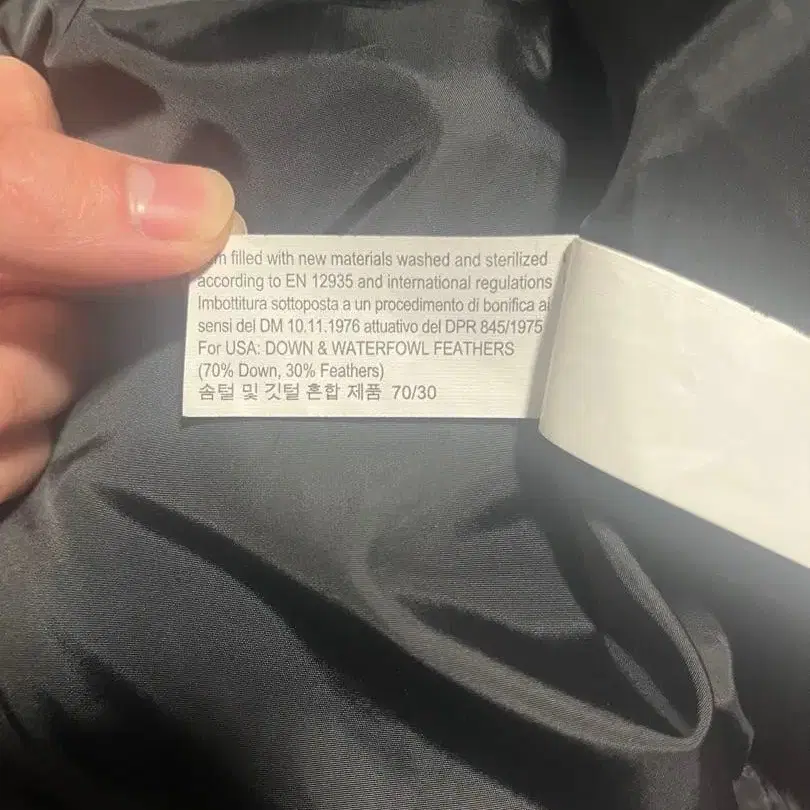 filled with new materials washed and sterilized
according to EN 12935 and international regulations
Imbottitura sottoposta a un procedimento di bonifica ai
sensi del DM 10.11.1976 attuativo del DPR 845/1975
For USA: DOWN & WATERFOWL FEATHERS
(70% Down, 30% Feathers)
솜털 및 깃털 혼합 제품 70/30